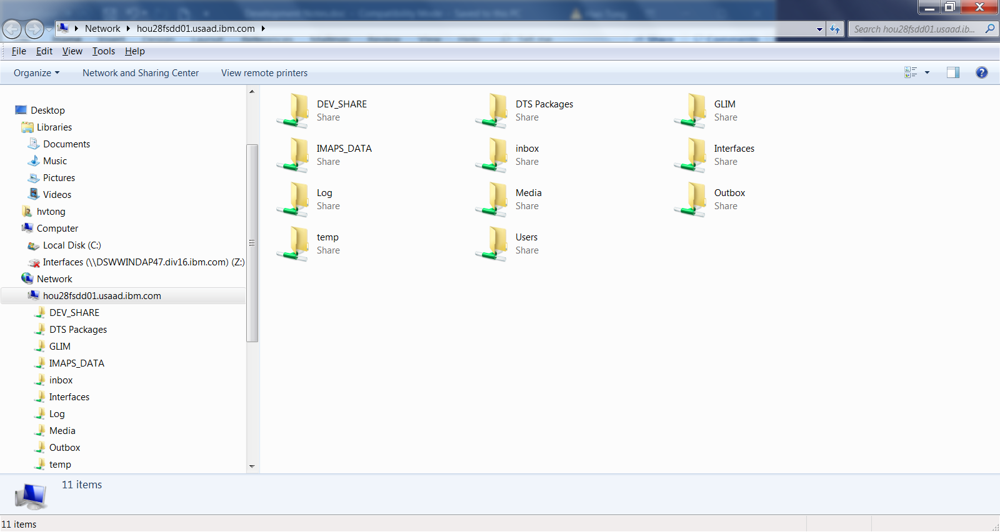 Network hou28fsdd01.usaad.ibm.com
Search hou28fsdd01.usaad.ib...
File Edit View Tools Help
Organize Network and Sharing Center View remote printers
Desktop
Libraries
Documents
Music
Pictures
Videos
hvtong
Computer
Local Disk (C:)
Interfaces (\\DSWWINDAP47.div16.ibm.com) (Z:)
Network
hou28fsdd01.usaad.ibm.com
DEV_SHARE
DTS Packages
GLIM
IMAPS_DATA
inbox
Interfaces
Log
Media
Outbox
temp
DEV_SHARE
Share
DTS Packages
Share
GLIM
Share
IMAPS_DATA
Share
inbox
Share
Interfaces
Share
Log
Share
Media
Share
Outbox
Share
temp
Share
Users
Share
11 items
11 items